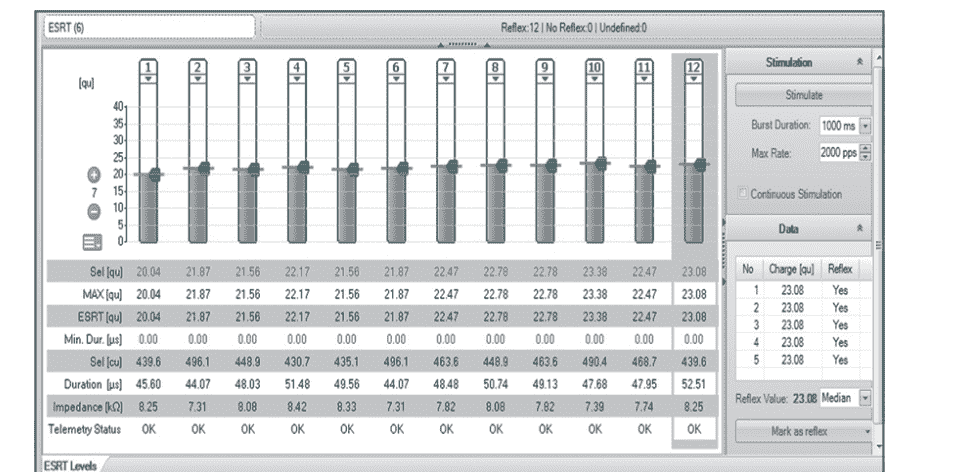 ESRT (6)
Reflex:12 | No Reflex:0 | Undefined:0
[qu]
1 2 3 4 5 6 7 8 9 10 11 12
40
35
30
25
20
15
10
5
0
7
Sel [qu] 20.04 21.87 21.56 22.17 21.56 21.87 22.47 22.78 22.78 23.38 22.47 23.08
MAX [qu] 20.04 21.87 21.56 22.17 21.56 21.87 22.47 22.78 22.78 23.38 22.47 23.08
ESRT [qu] 20.04 21.87 21.56 22.17 21.56 21.87 22.47 22.78 22.78 23.38 22.47 23.08
Min. Dur. [µs] 0.00 0.00 0.00 0.00 0.00 0.00 0.00 0.00 0.00 0.00 0.00 0.00
Sel [cu] 439.6 496.1 448.9 430.7 435.1 496.1 463.6 448.9 463.6 490.4 468.7 439.6
Duration [µs] 45.60 44.07 48.03 51.48 49.56 44.07 48.48 50.74 49.13 47.68 47.95 52.51
Impedance [kΩ] 8.25 7.31 8.08 8.42 8.33 7.31 7.82 8.08 7.82 7.39 7.74 8.25
Telemetry Status OK OK OK OK OK OK OK OK OK OK OK OK
ESRT Levels
Stimulation
Stimulate
Burst Duration: 1000 ms
Max Rate: 2000 pps
Continuous Stimulation
Data
No Charge [qu] Reflex
1 23.08 Yes
2 23.08 Yes
3 23.08 Yes
4 23.08 Yes
5 23.08 Yes
Reflex Value: 23.08 Median
Mark as reflex